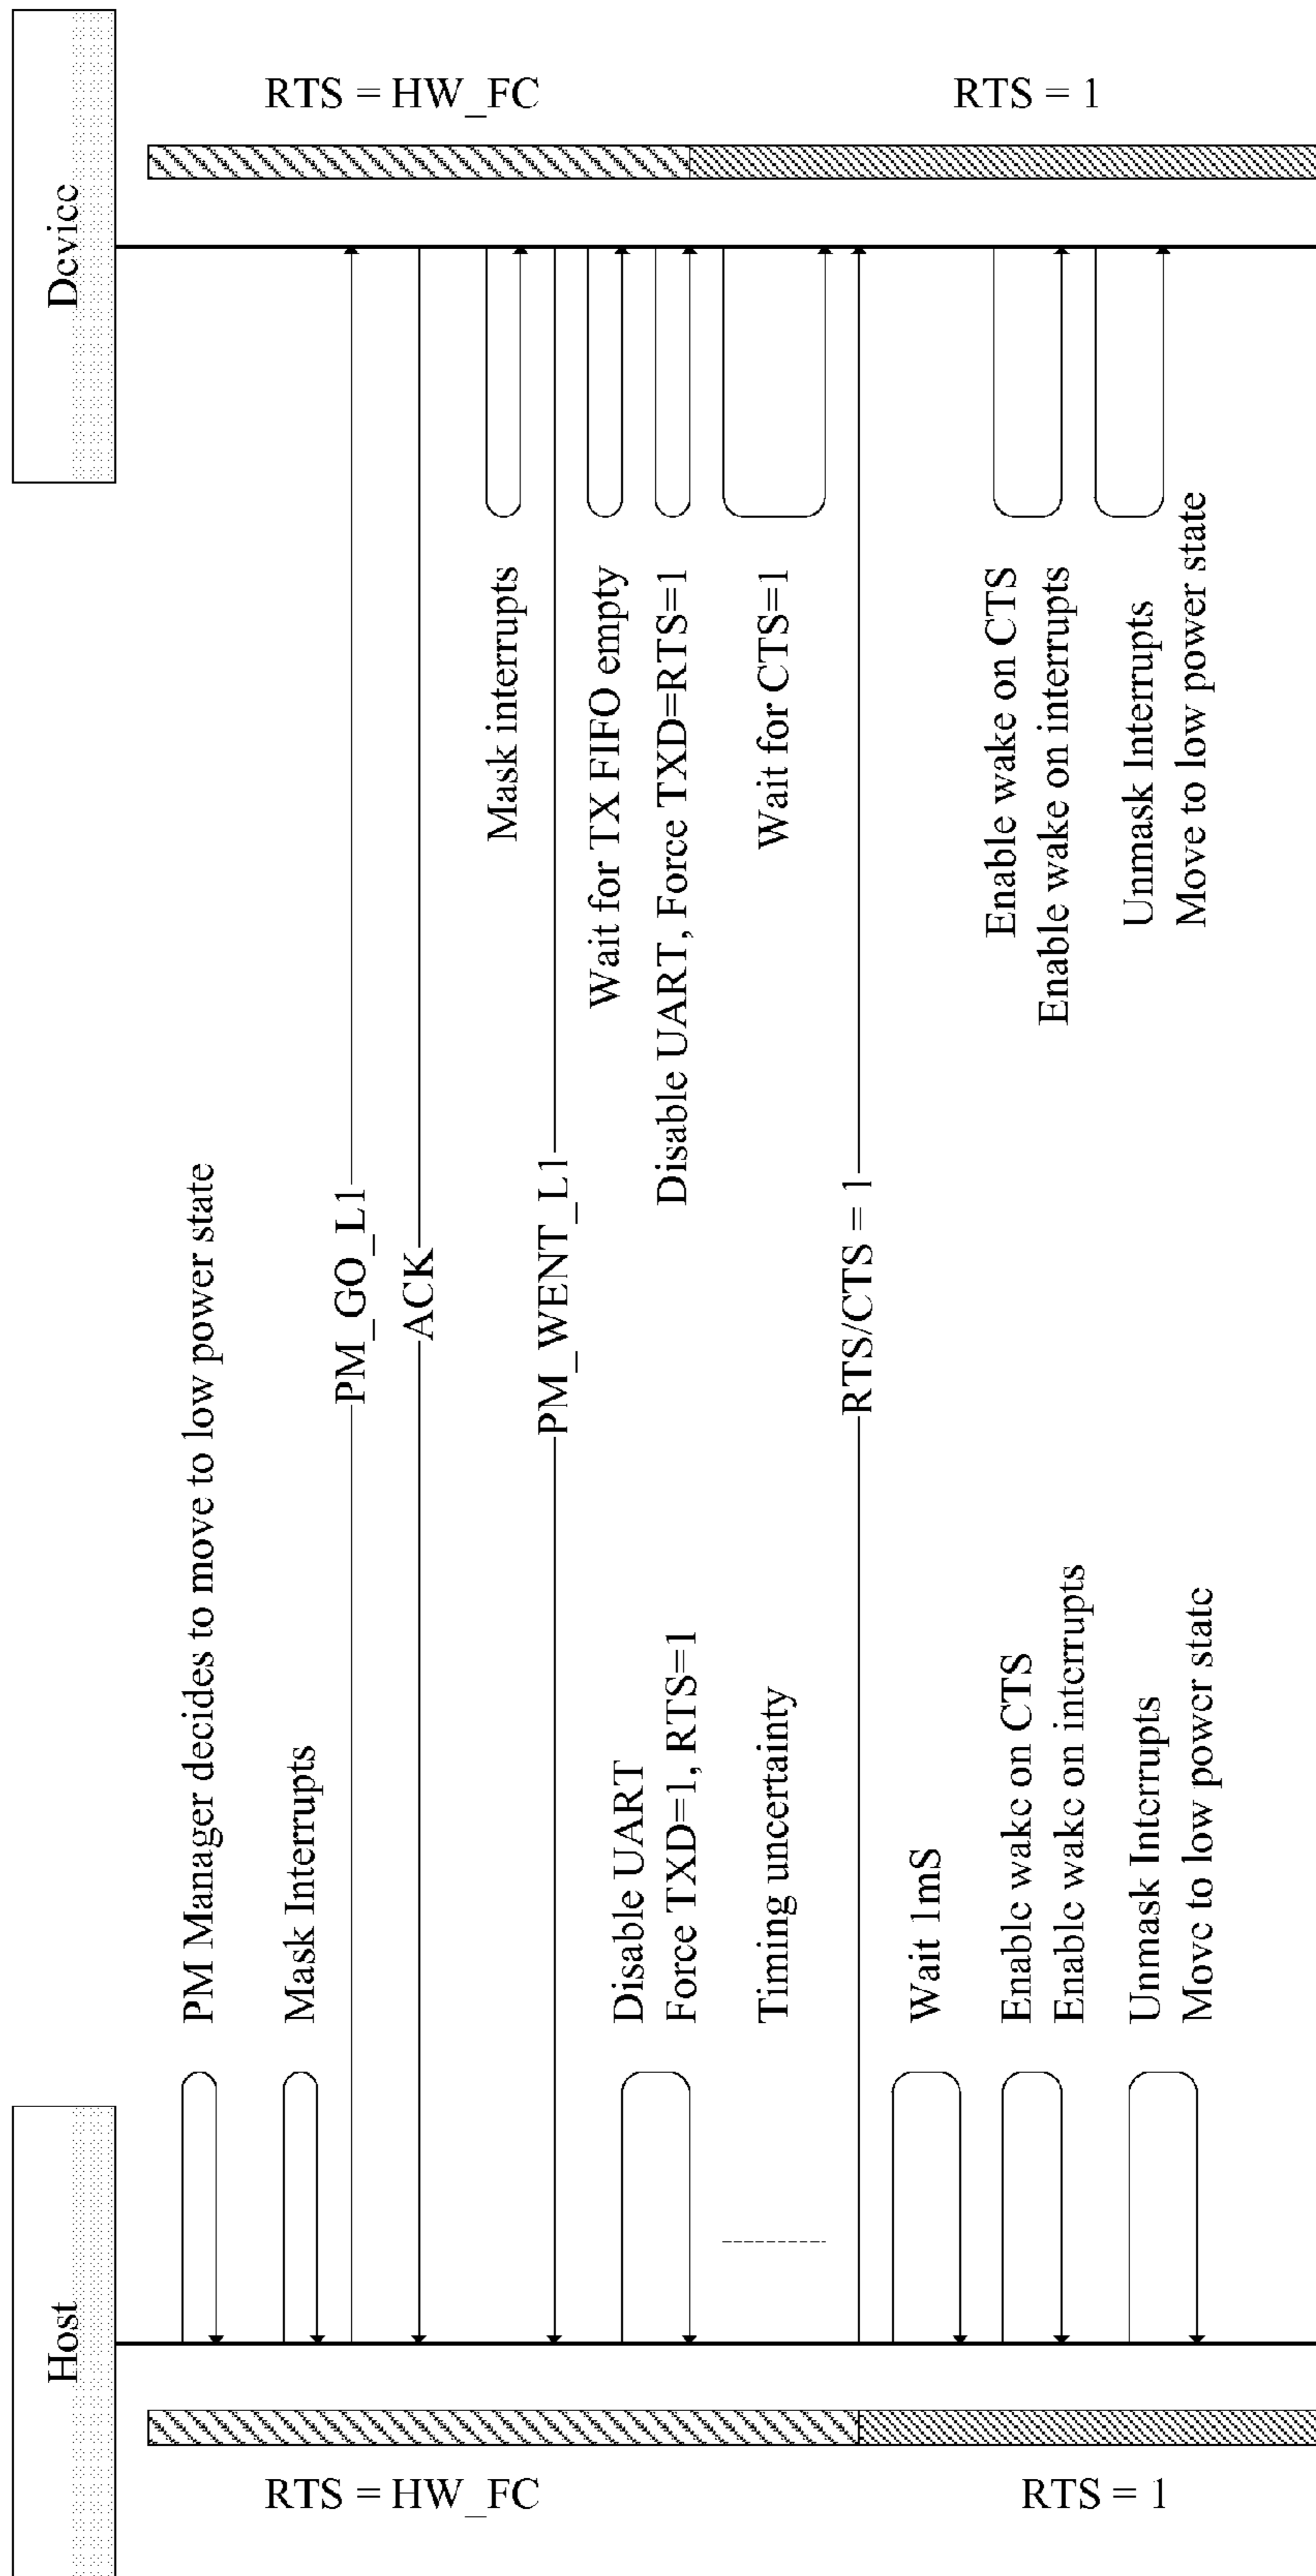 Host
Device
RTS = HW_FC
RTS = HW_FC
PM Manager decides to move to low power state
Mask Interrupts
PM_GO_L1
ACK
Mask interrupts
PM_WENT_L1
Wait for TX FIFO empty
Disable UART
Force TXD=1, RTS=1
Disable UART, Force TXD=RTS=1
Timing uncertainty
Wait for CTS=1
RTS/CTS = 1
RTS = 1
RTS = 1
Wait 1mS
Enable wake on CTS
Enable wake on interrupts
Enable wake on CTS
Enable wake on interrupts
Unmask Interrupts
Move to low power state
Unmask Interrupts
Move to low power state